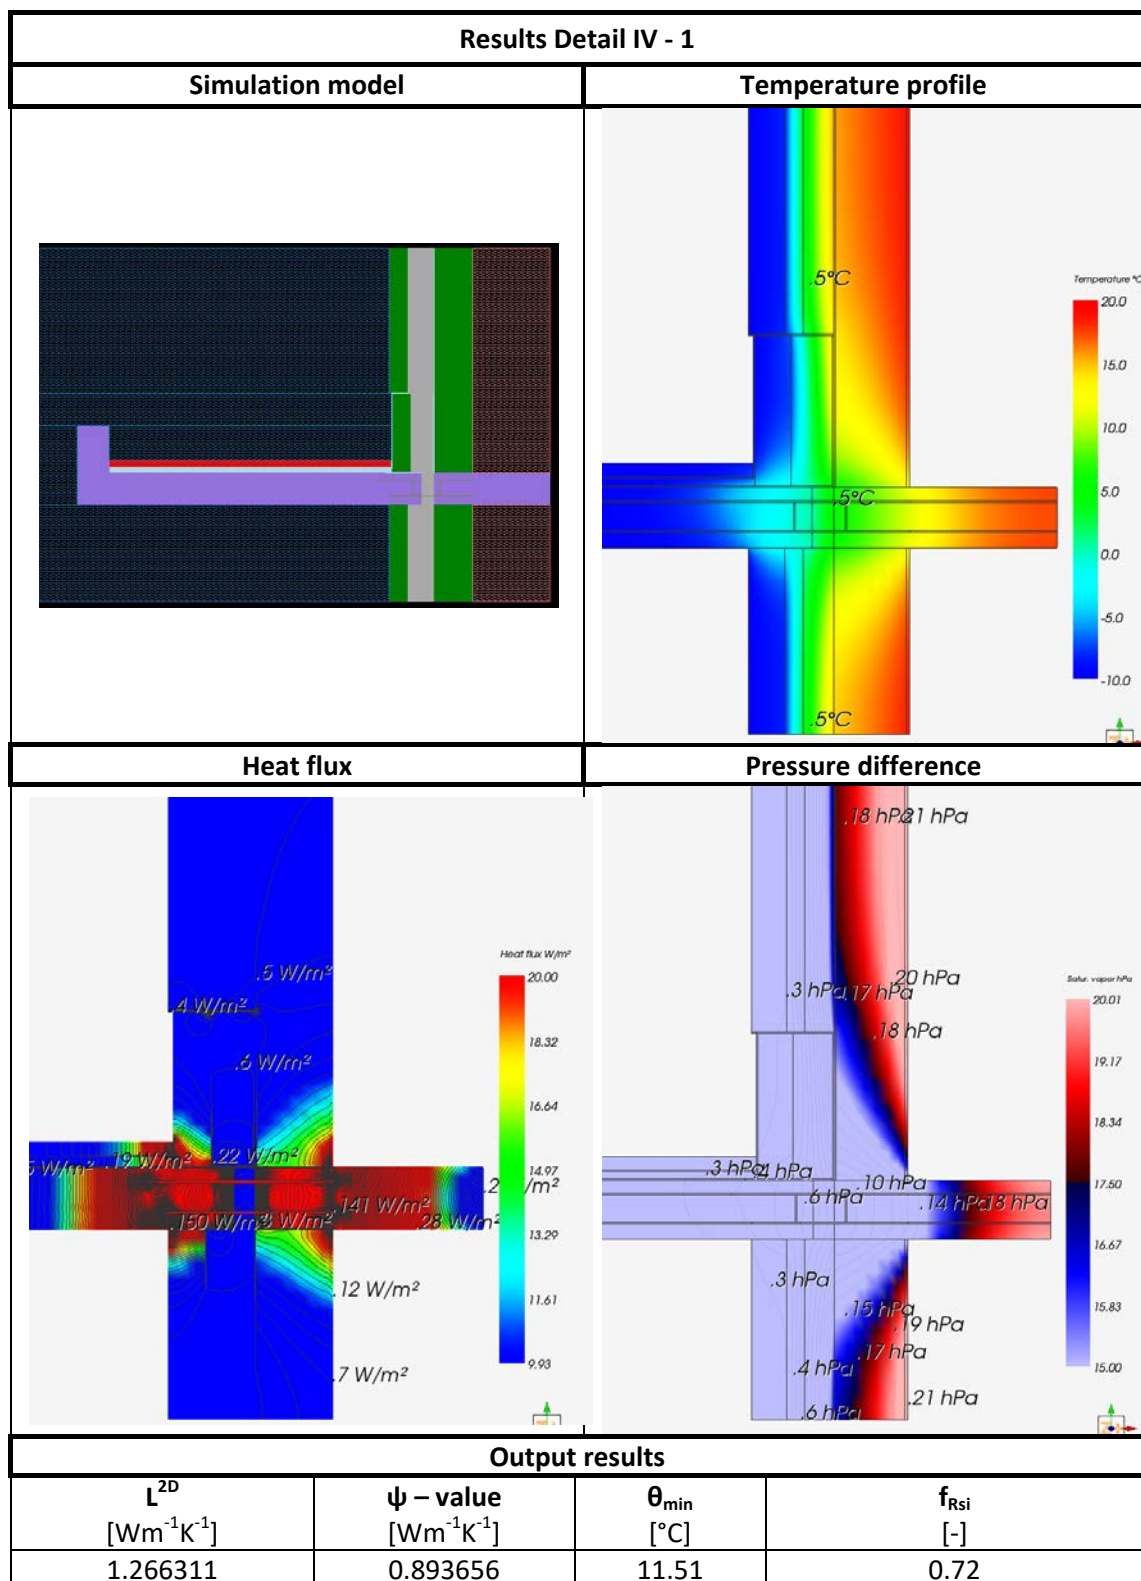 Results Detail IV - 1
Simulation model
Temperature profile
.5°C
.5°C
.5°C
Temperature °C
20.0
15.0
10.0
5.0
0.0
-5.0
-10.0
Heat flux
Pressure difference
.5 W/m²
.4 W/m²
.6 W/m²
.19 W/m²
.22 W/m²
5 W/m²
.150 W/m²
.141 W/m²
.28 W/m²
.12 W/m²
.7 W/m²
Heat flux W/m²
20.00
18.32
16.64
14.97
13.29
11.61
9.93
.18 hPa
.21 hPa
.20 hPa
.3 hPa
.17 hPa
.18 hPa
.3 hPa
.4 hPa
.10 hPa
.6 hPa
.14 hPa
.18 hPa
.3 hPa
.15 hPa
.19 hPa
.17 hPa
.4 hPa
.21 hPa
.6 hPa
Satur. vapor hPa
20.01
19.17
18.34
17.50
16.67
15.83
15.00
Output results
L²ᴰ ψ – value θmin fRsi
[Wm⁻¹K⁻¹] [Wm⁻¹K⁻¹] [°C] [-]
1.266311 0.893656 11.51 0.72